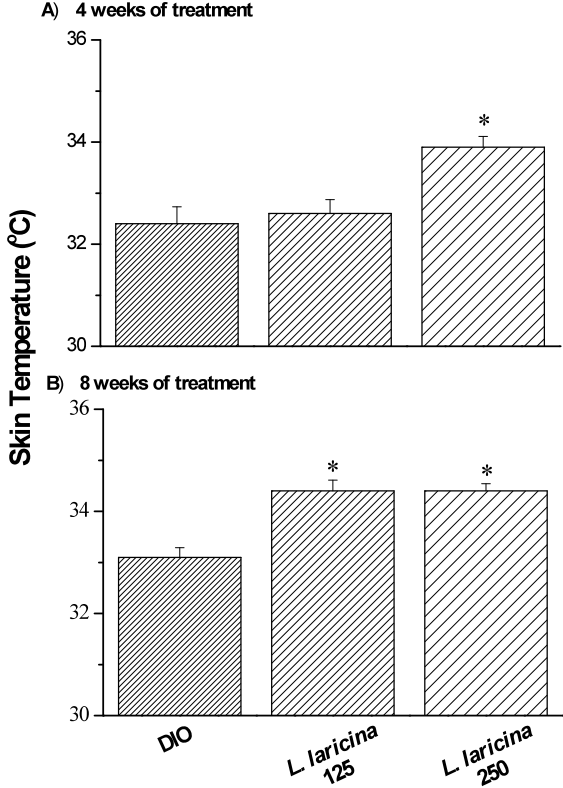 A) 4 weeks of treatment
36
34
32
30
*
Skin Temperature (⁰C)
B) 8 weeks of treatment
36
34
32
30
*
*
DIO
L. laricina
125
L. laricina
250